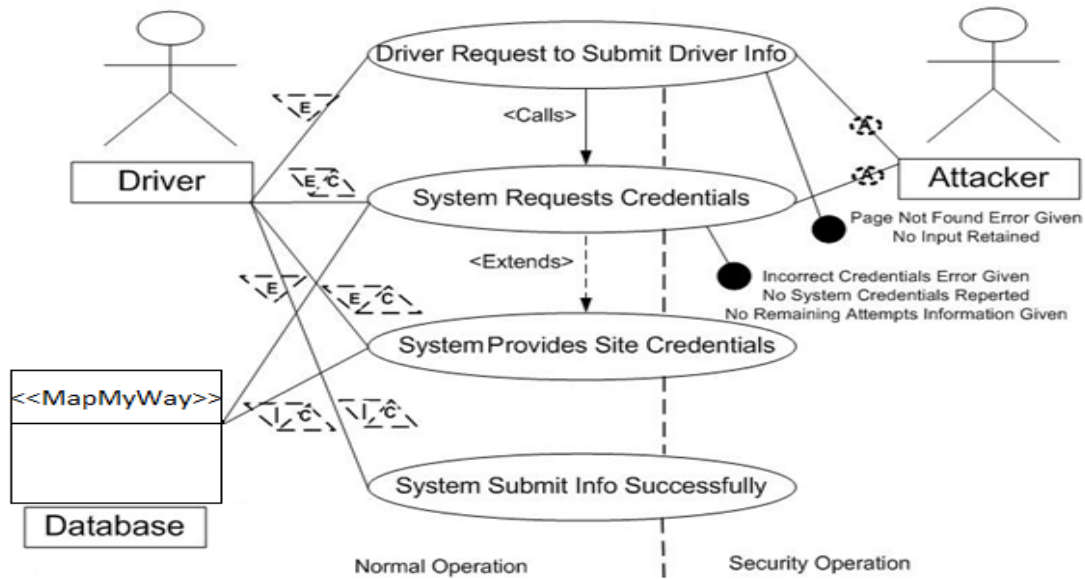 Driver Request to Submit Driver Info
E
<Calls>
A
Driver
E C
System Requests Credentials
A
Attacker
Page Not Found Error Given
No Input Retained
<Extends>
Incorrect Credentials Error Given
No System Credentials Reperted
No Remaining Attempts Information Given
E
E C
System Provides Site Credentials
<<MapMyWay>>
I C
I C
System Submit Info Successfully
Database
Normal Operation
Security Operation